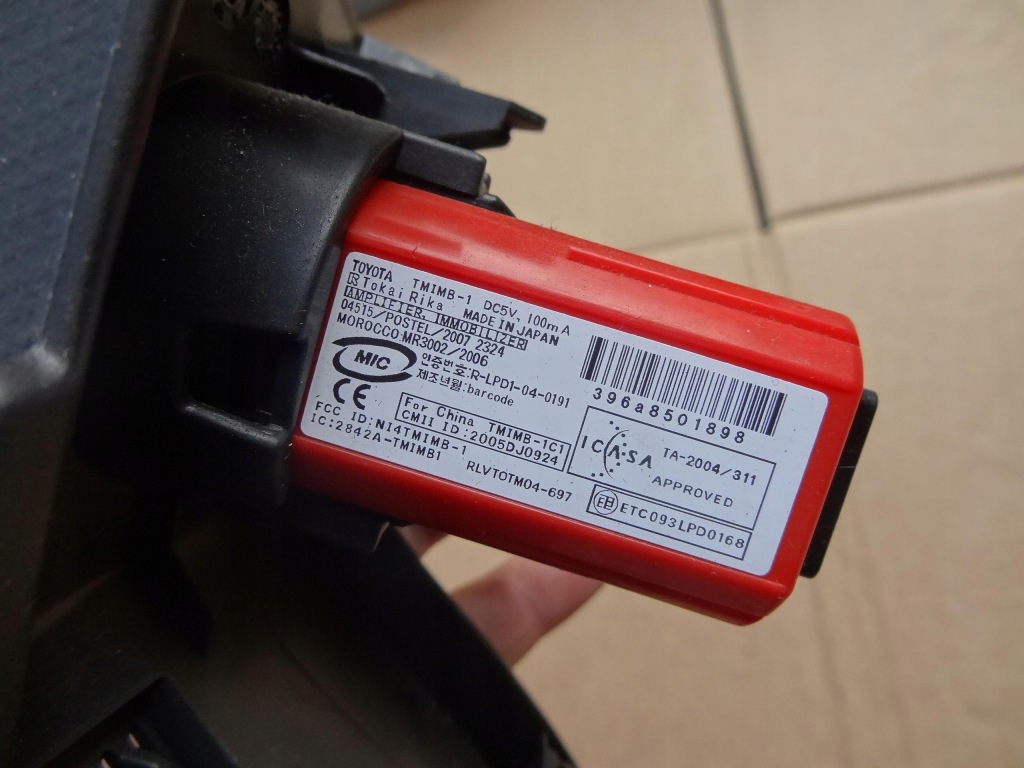 TOYOTA TMIMB-1 DC5V, 100mA
Tokai Rika MADE IN JAPAN
AMPLIFIER, IMMOBILIZER
04515/POSTEL/2007 2324
MOROCCO:MR3002/2006
MIC
인증번호:R-LPD1-04-0191
제조년월:barcode
CE
For China TMIMB-1C1
CMII ID:2005DJ0924
FCC ID:NI4TMIMB-1
IC:2842A-TMIMB1
RLVTOTM04-697
396a8501898
ICASA
TA-2004/311
APPROVED
ETC093LPD0168